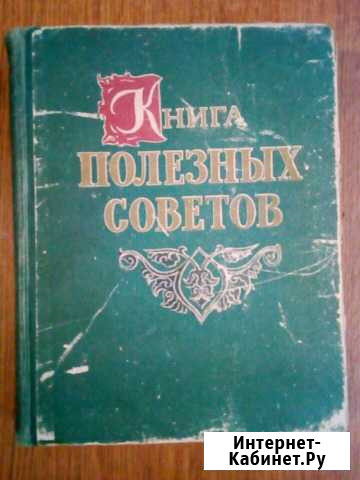 КНИГА
ПОЛЕЗНЫХ
СОВЕТОВ
Интернет-
Кабинет.Ру